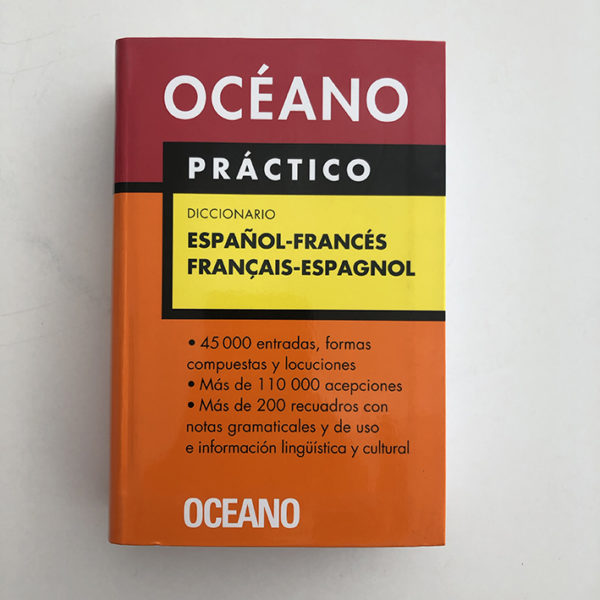 OCÉANO
PRÁCTICO
DICCIONARIO
ESPAÑOL-FRANCÉS
FRANÇAIS-ESPAGNOL
• 45 000 entradas, formas
compuestas y locuciones
• Más de 110 000 acepciones
• Más de 200 recuadros con
notas gramaticales y de uso
e información lingüística y cultural
OCEANO